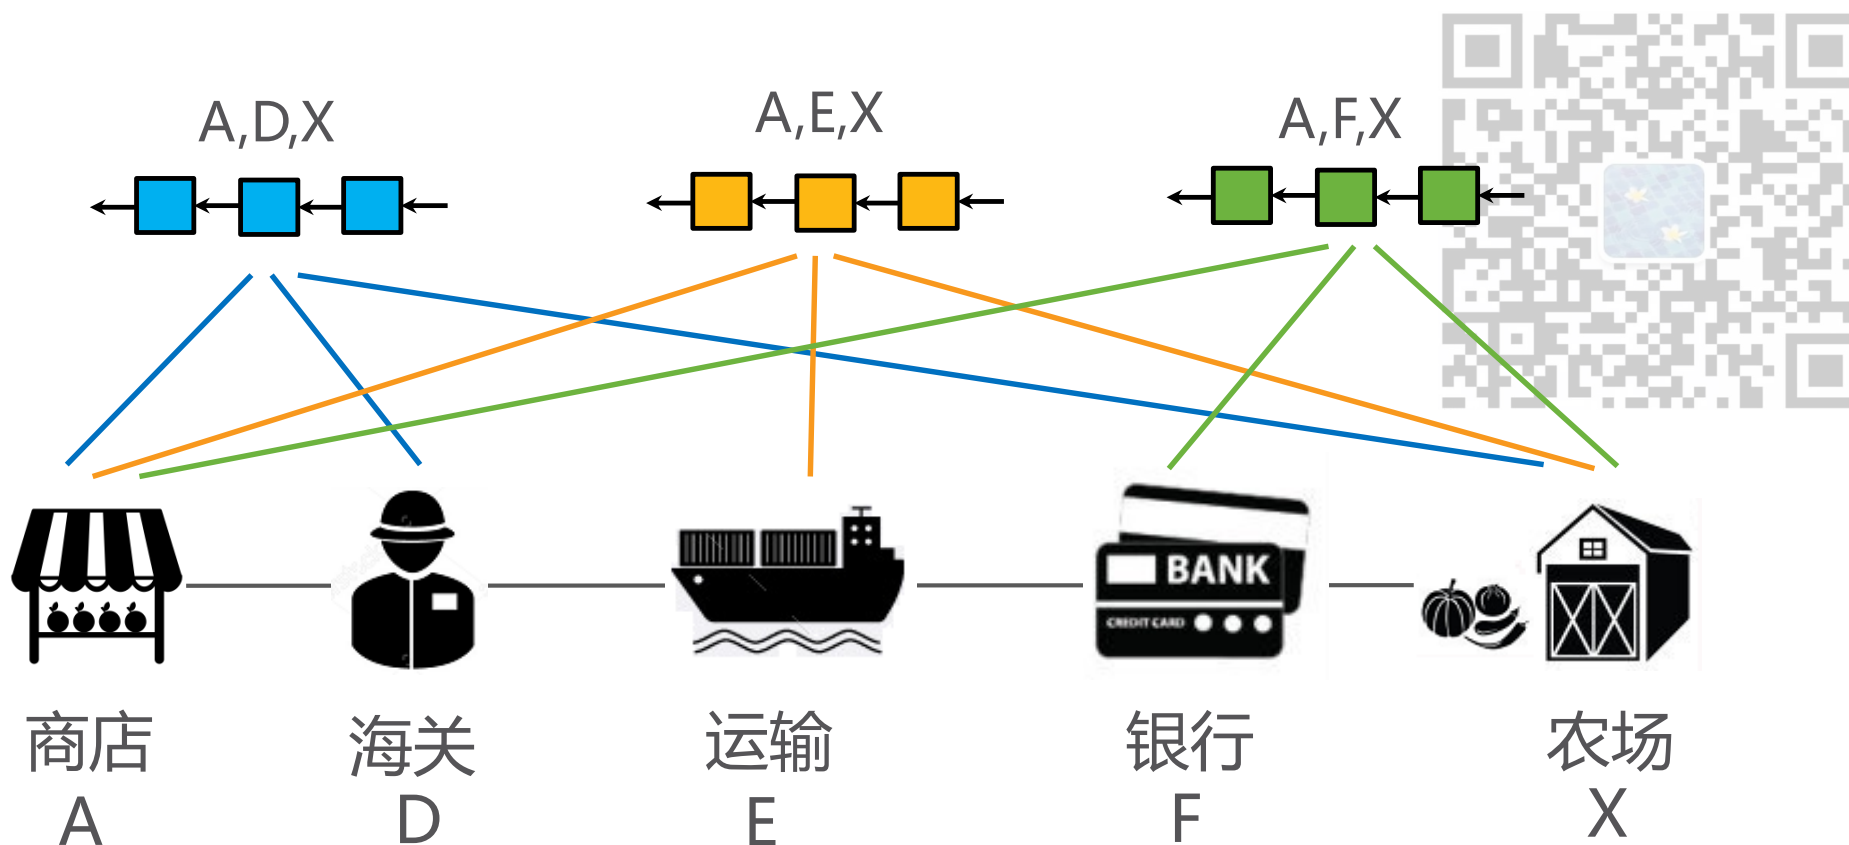 A,D,X
A,E,X
A,F,X
BANK
CREDIT CARD
商店
海关
运输
银行
农场
A
D
E
F
X